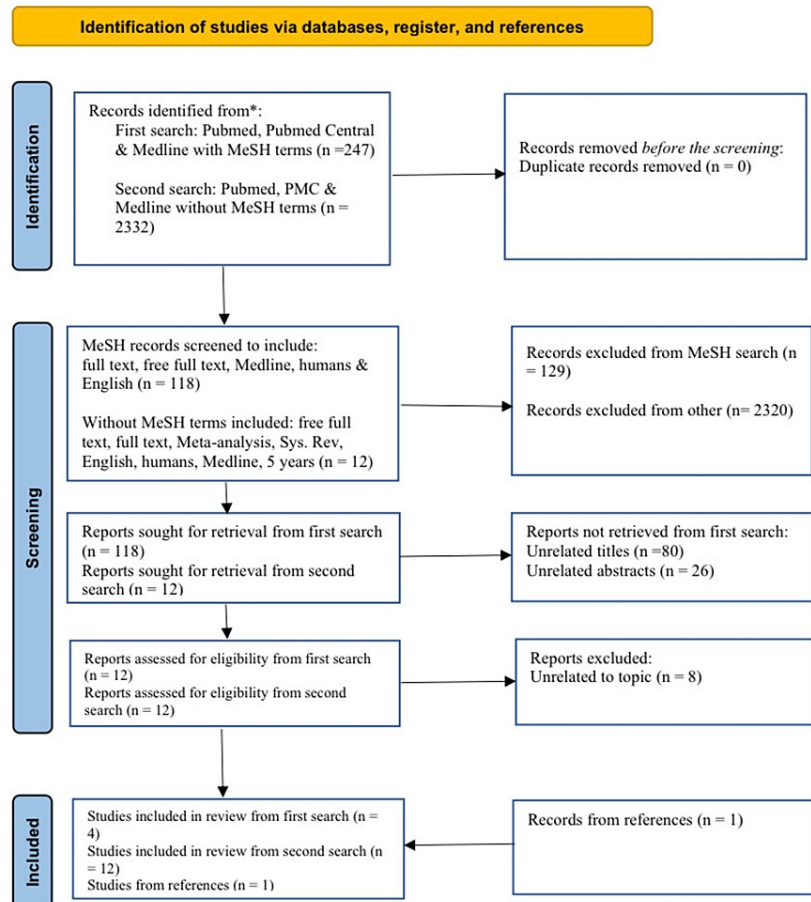 Identification of studies via databases, register, and references
Identification
Records identified from*:
First search: Pubmed, Pubmed Central
& Medline with MeSH terms (n =247)
Second search: Pubmed, PMC &
Medline without MeSH terms (n =
2332)
Records removed before the screening:
Duplicate records removed (n = 0)
Screening
MeSH records screened to include:
full text, free full text, Medline, humans &
English (n = 118)
Without MeSH terms included: free full
text, full text, Meta-analysis, Sys. Rev,
English, humans, Medline, 5 years (n = 12)
Records excluded from MeSH search (n
= 129)
Records excluded from other (n= 2320)
Reports sought for retrieval from first search
(n = 118)
Reports sought for retrieval from second
search (n = 12)
Reports not retrieved from first search:
Unrelated titles (n =80)
Unrelated abstracts (n = 26)
Reports assessed for eligibility from first search
(n = 12)
Reports assessed for eligibility from second
search (n = 12)
Reports excluded:
Unrelated to topic (n = 8)
Included
Studies included in review from first search (n =
4)
Studies included in review from second search (n
= 12)
Studies from references (n = 1)
Records from references (n = 1)